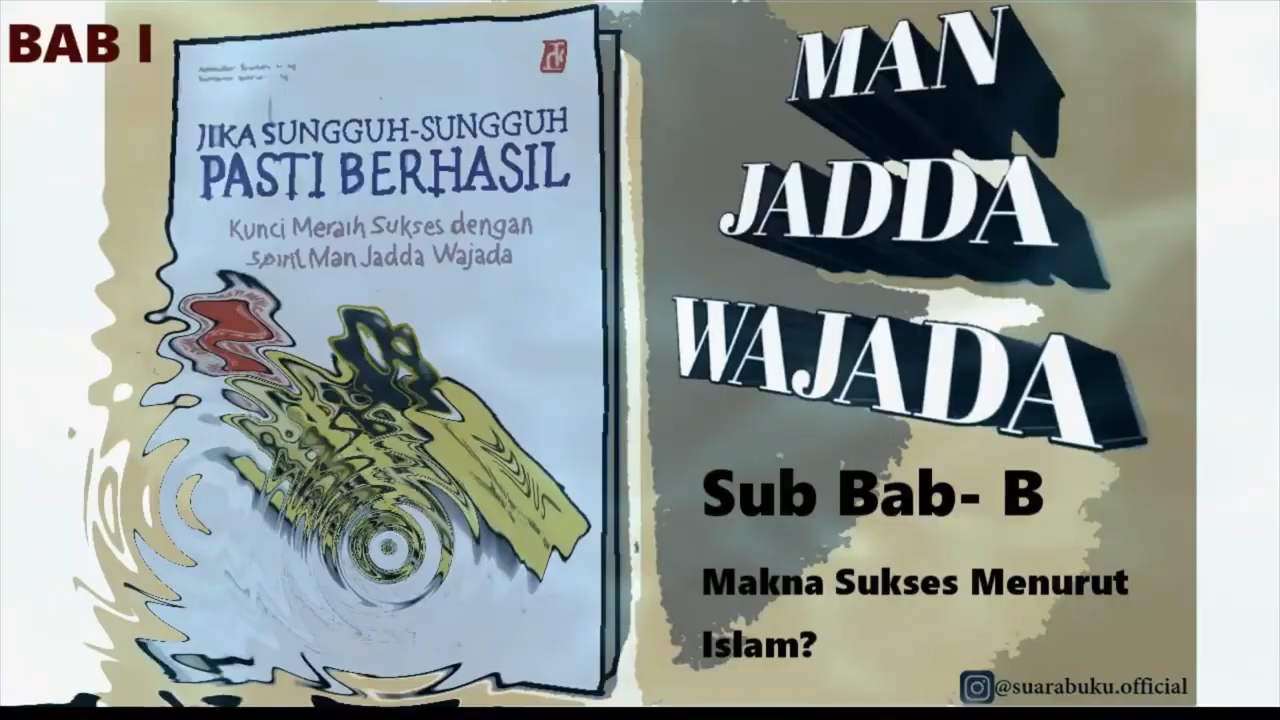 BAB I
JIKA SUNGGUH-SUNGGUH
PASTI BERHASIL
Kunci Meraih Sukses dengan
Spirit Man Jadda Wajada
MAN
JADDA
WAJADA
Sub Bab- B
Makna Sukses Menurut
Islam?
@suarabuku.official